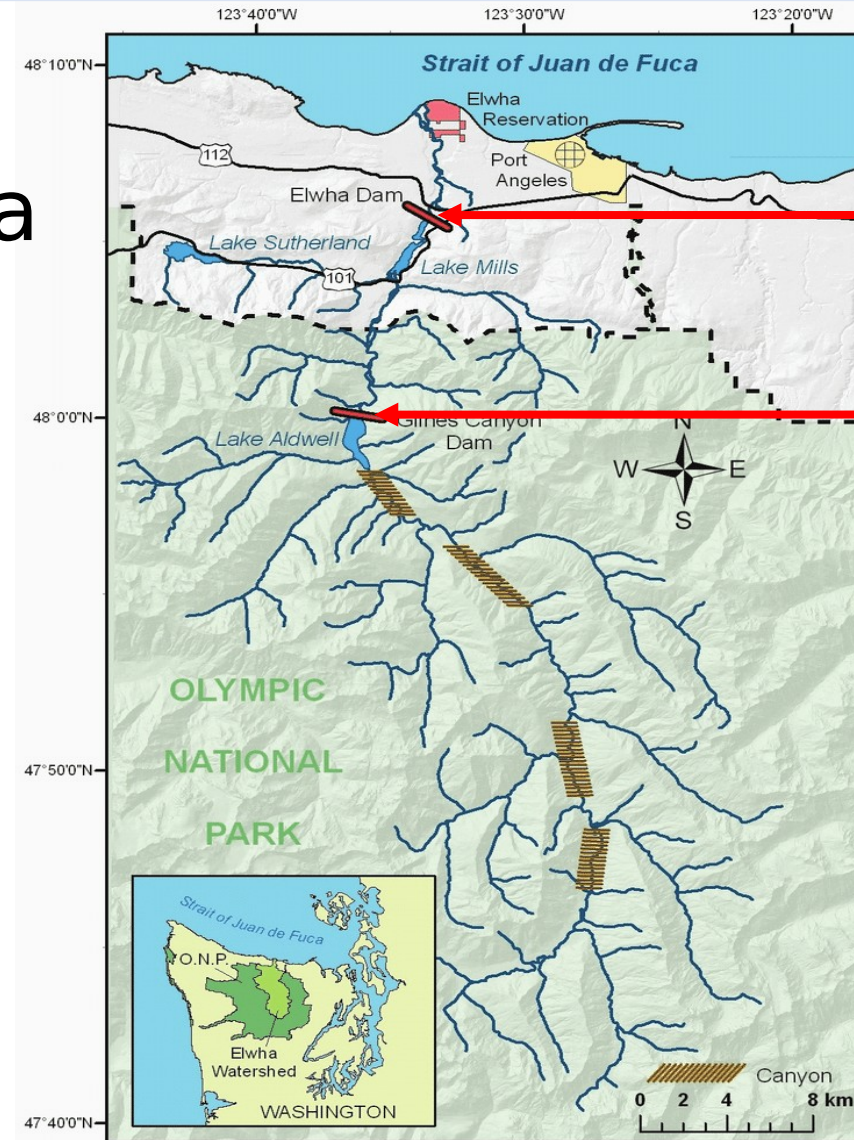 123°40'0"W
123°30'0"W
123°20'0"W
48°10'0"N
Strait of Juan de Fuca
Elwha
Reservation
112
Port
Angeles
Elwha Dam
a
Lake Sutherland
Lake Mills
101
48°0'0"N
Glines Canyon
Dam
Lake Aldwell
N
W
E
S
OLYMPIC
NATIONAL
PARK
47°50'0"N
Strait of Juan de Fuca
O.N.P.
Elwha
Watershed
WASHINGTON
Canyon
0 2 4 8 km
47°40'0"N